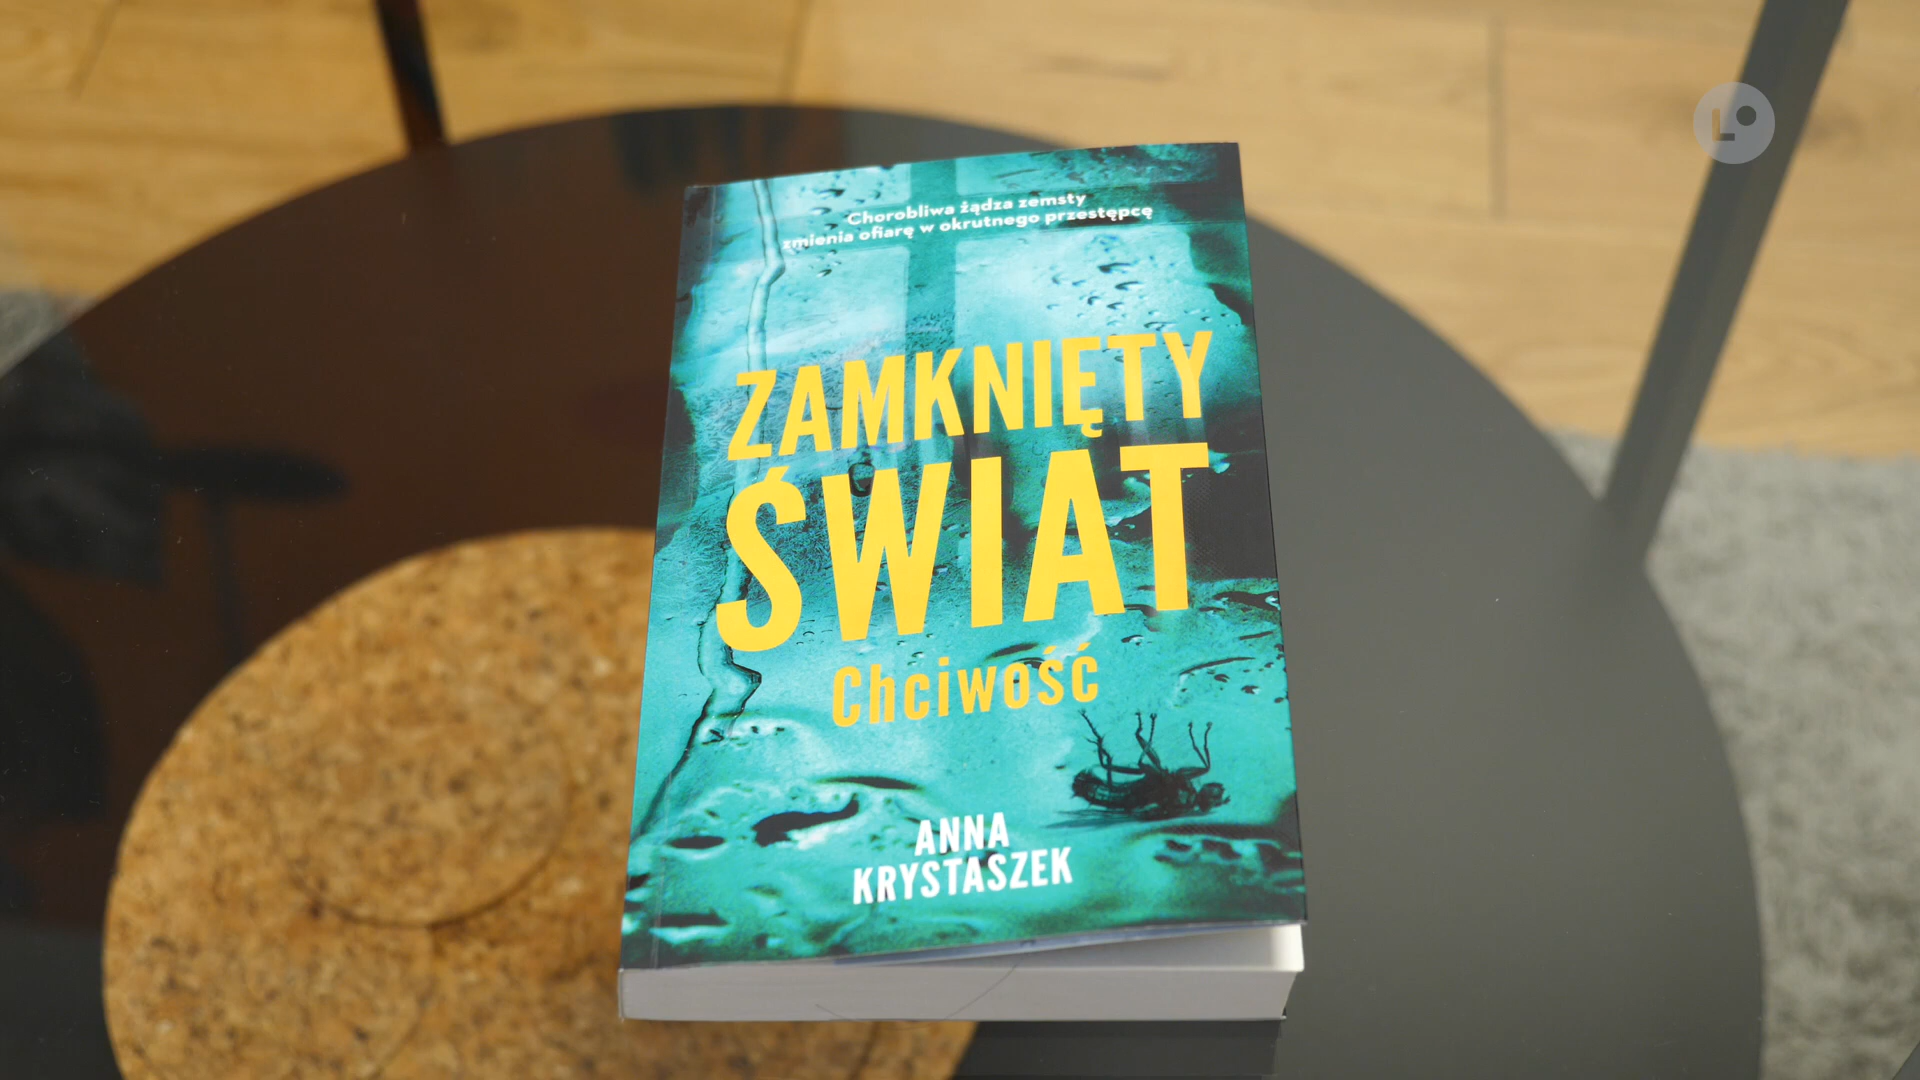 Chorobliwa żądza zemsty
zmienia ofiarę w okrutnego przestępcę
ZAMKNIĘTY
ŚWIAT
Chciwość
ANNA
KRYSTASZEK